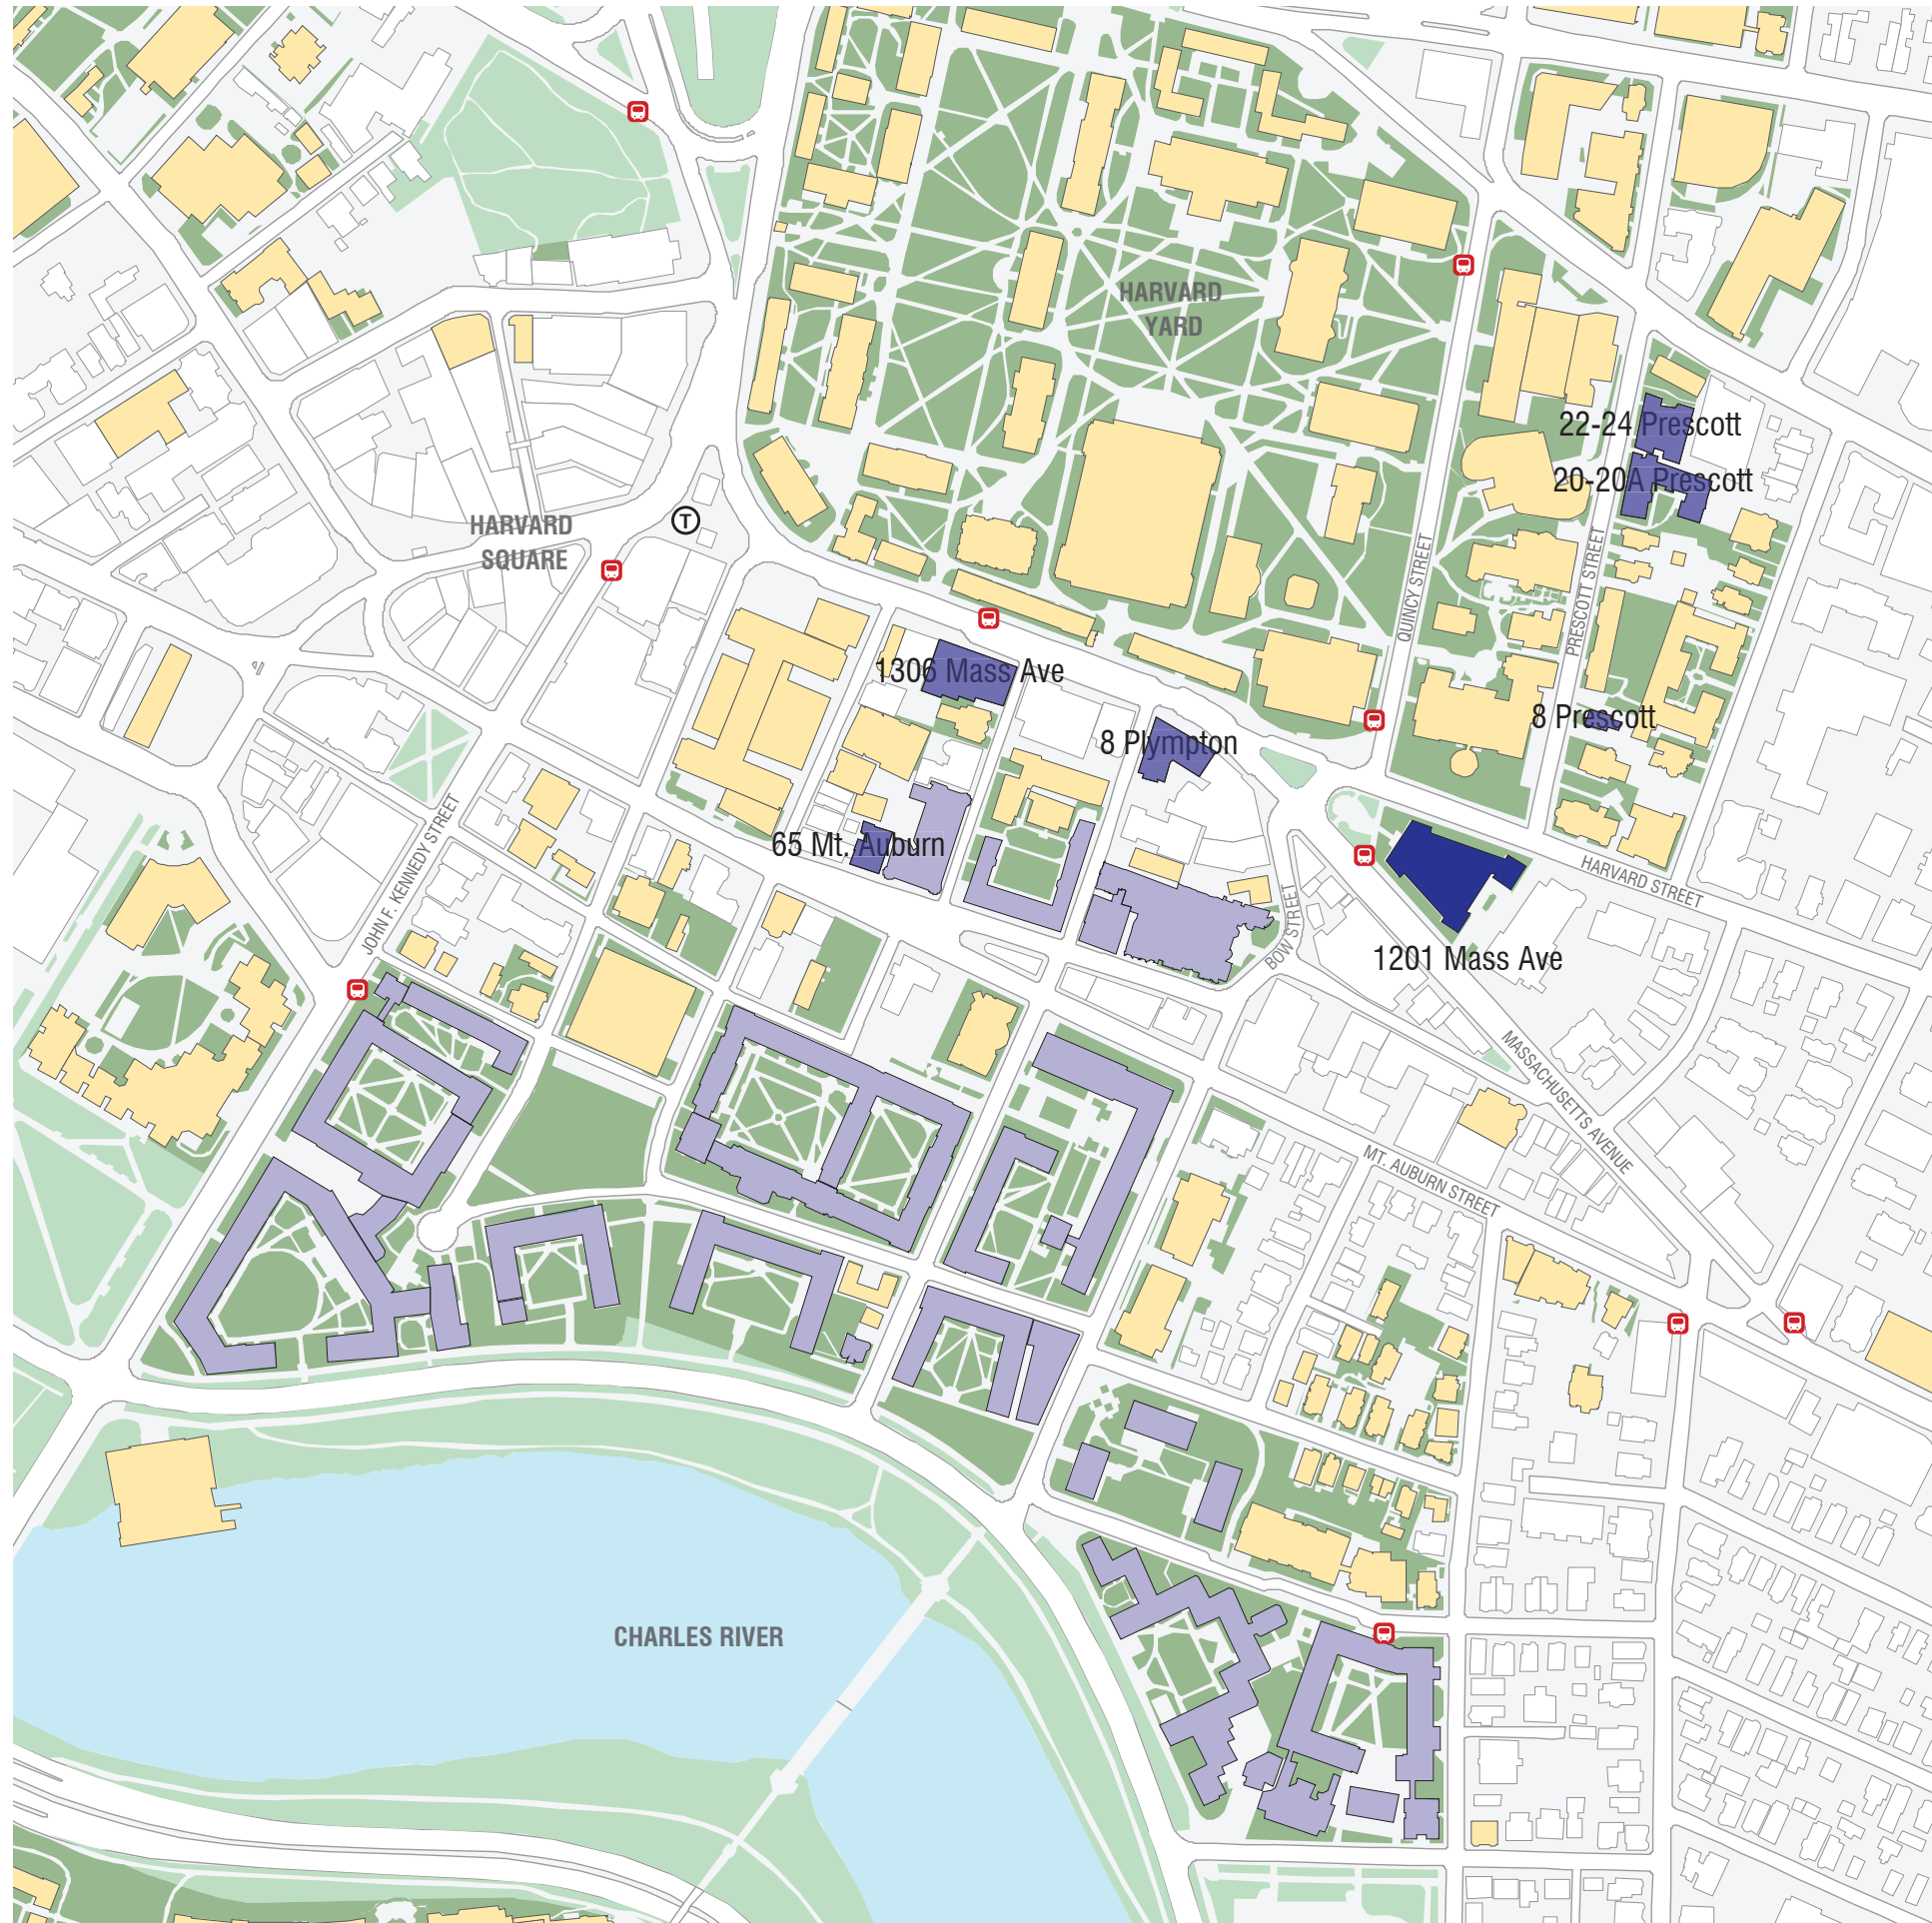 HARVARD
YARD
22-24 Prescott
20-20A Prescott
HARVARD
SQUARE
T
QUINCY STREET
PRESCOTT STREET
1306 Mass Ave
8 Prescott
8 Plympton
65 Mt. Auburn
JOHN F. KENNEDY STREET
HARVARD STREET
BOW STREET
1201 Mass Ave
MASSACHUSETTS AVENUE
MT. AUBURN STREET
CHARLES RIVER